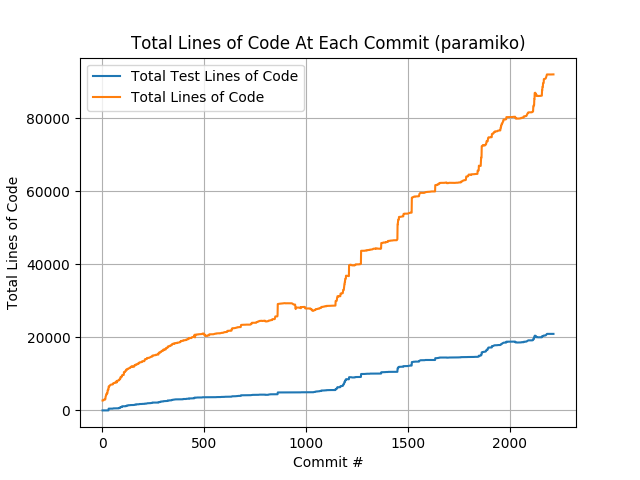 Total Lines of Code At Each Commit (paramiko)
Total Test Lines of Code
Total Lines of Code
Total Lines of Code
80000
60000
40000
20000
0
0 500 1000 1500 2000
Commit #